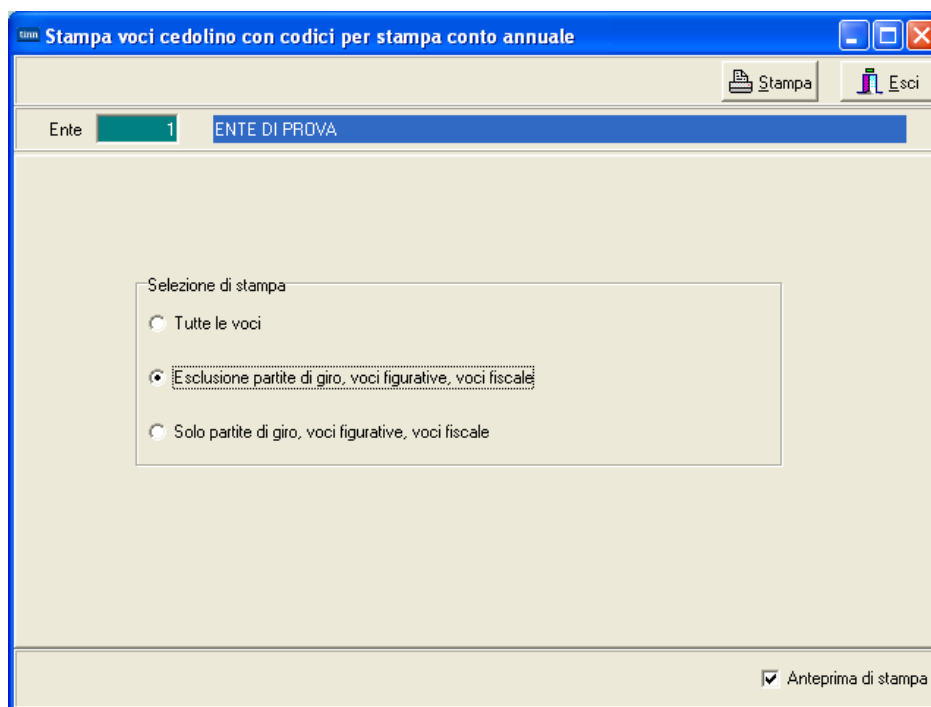 tinn Stampa voci cedolino con codici per stampa conto annuale
Stampa Esci
Ente 1 ENTE DI PROVA
Selezione di stampa
Tutte le voci
Esclusione partite di giro, voci figurative, voci fiscale
Solo partite di giro, voci figurative, voci fiscale
Anteprima di stampa